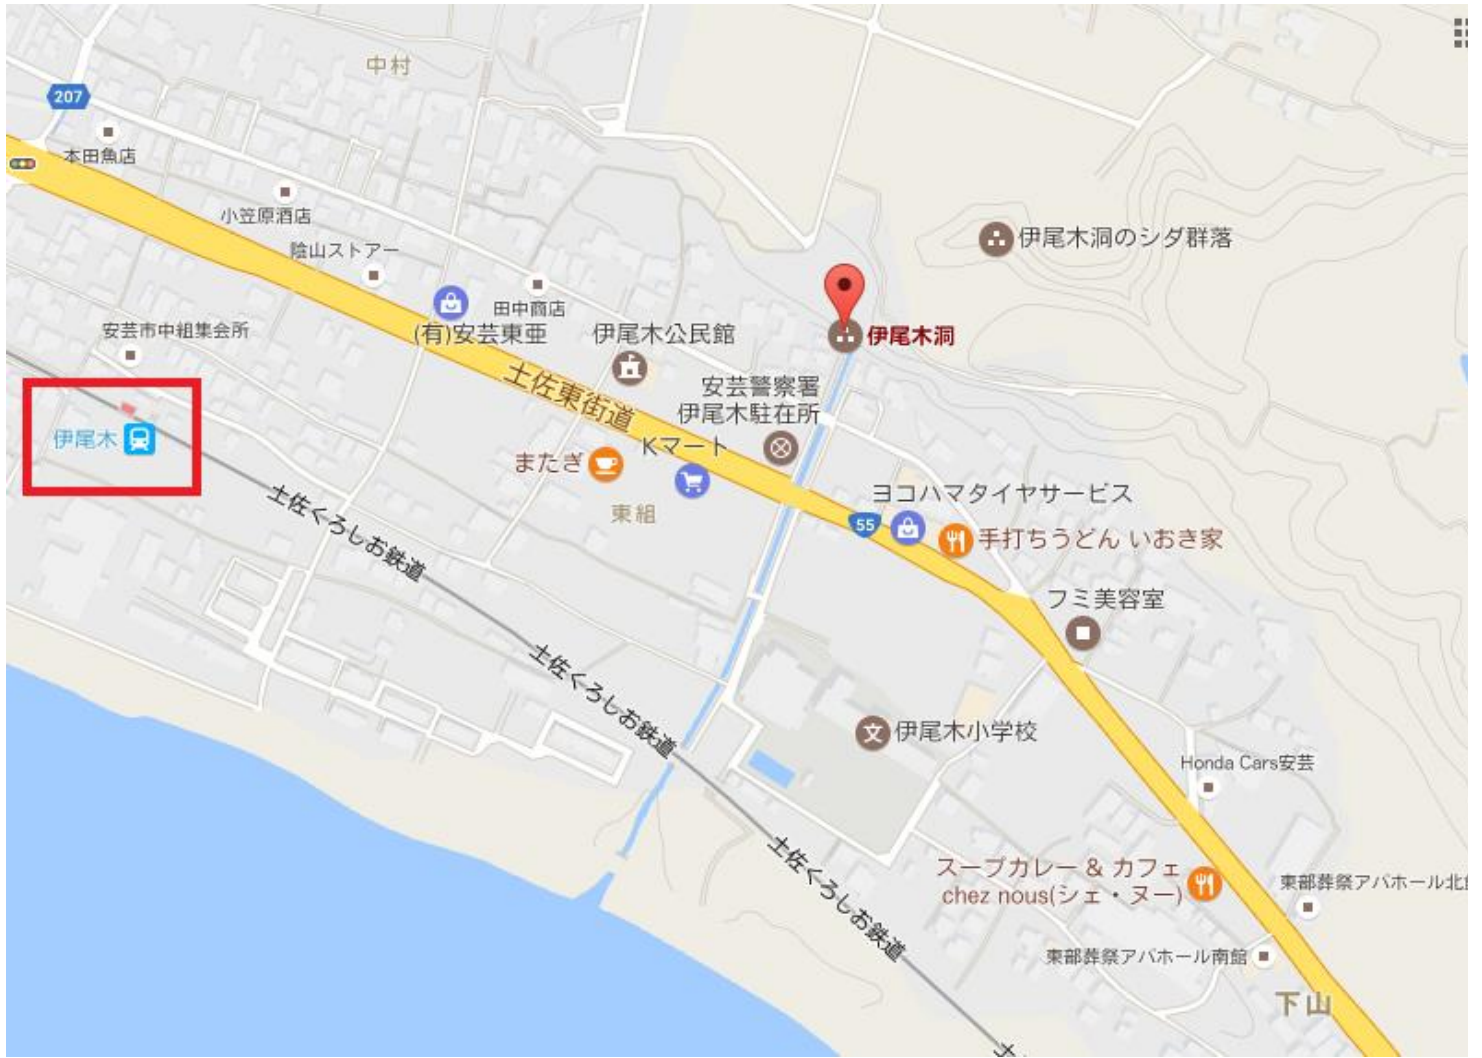 中村
207
本田魚店
小笠原酒店
陰山ストアー
伊尾木洞のシダ群落
田中商店
(有)安芸東亜
安芸市中組集会所
伊尾木公民館
伊尾木洞
土佐東街道
安芸警察署
伊尾木駐在所
伊尾木
Kマート
またぎ
東組
ヨコハマタイヤサービス
55
手打ちうどん いおき家
土佐くろしお鉄道
フミ美容室
土佐くろしお鉄道
文
伊尾木小学校
Honda Cars安芸
土佐くろしお鉄道
スープカレー & カフェ
chez nous(シェ・ヌー)
東部葬祭アバホール北
東部葬祭アバホール南館
下山